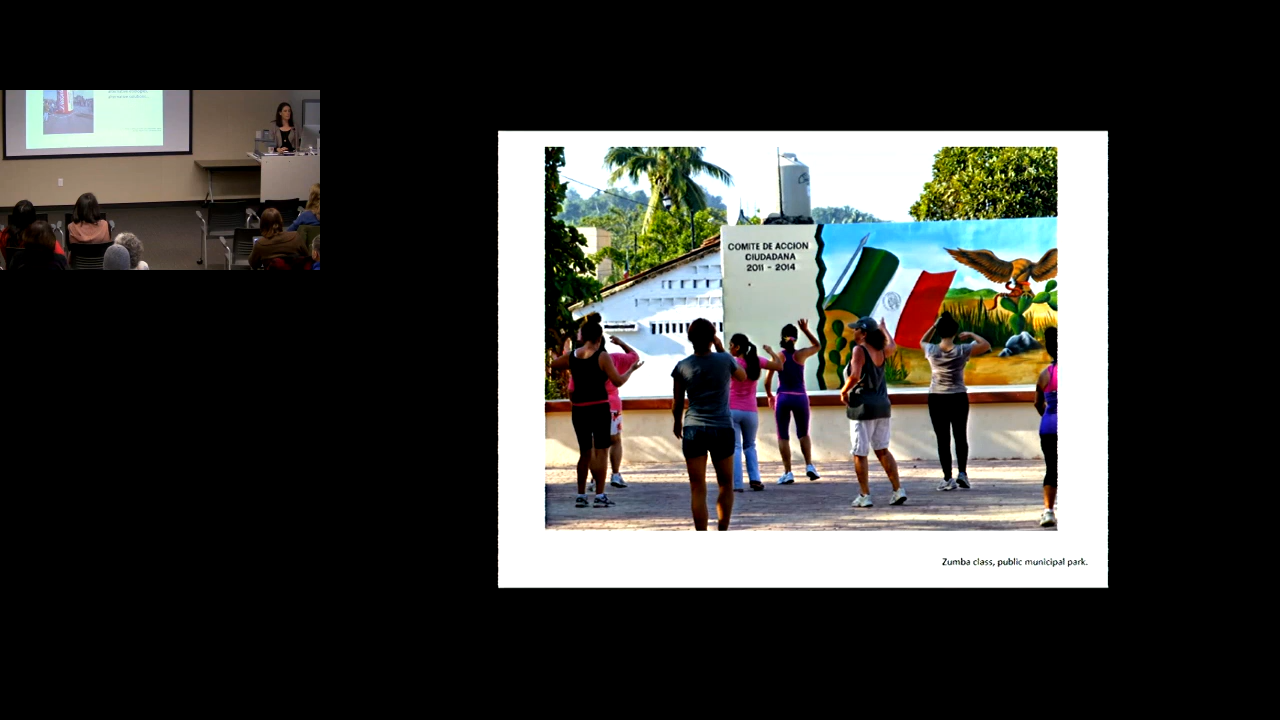 COMITE DE ACCION
CIUDADANA
2011 - 2014
Zumba class, public municipal park.